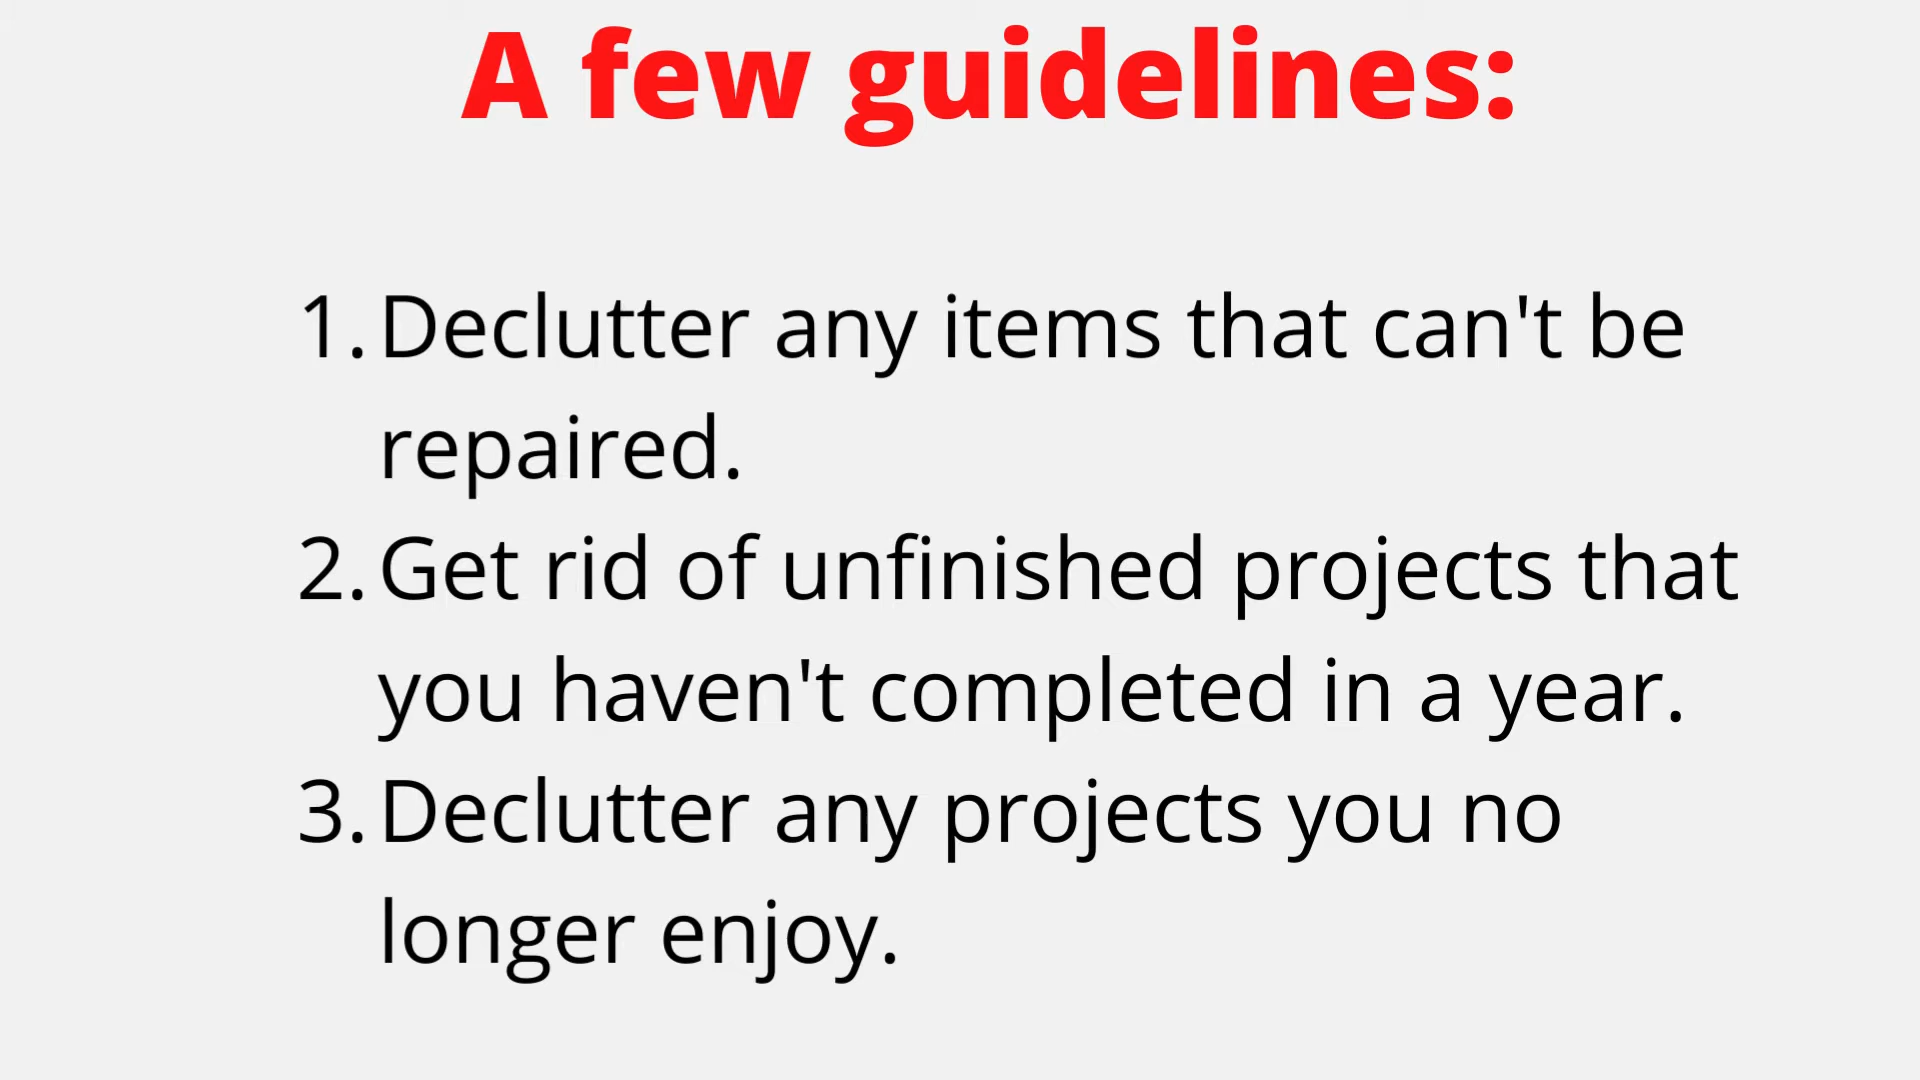 A few guidelines:
1. Declutter any items that can't be
repaired.
2. Get rid of unfinished projects that
you haven't completed in a year.
3. Declutter any projects you no
longer enjoy.